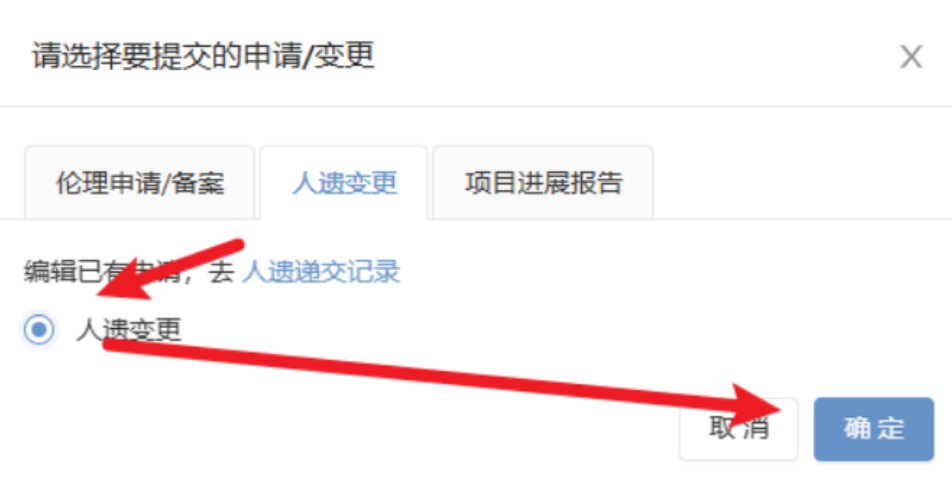 请选择要提交的申请/变更 X
伦理申请/备案 人遗变更 项目进展报告
编辑已有申请，去 人遗递交记录
人遗变更
取 消 确 定